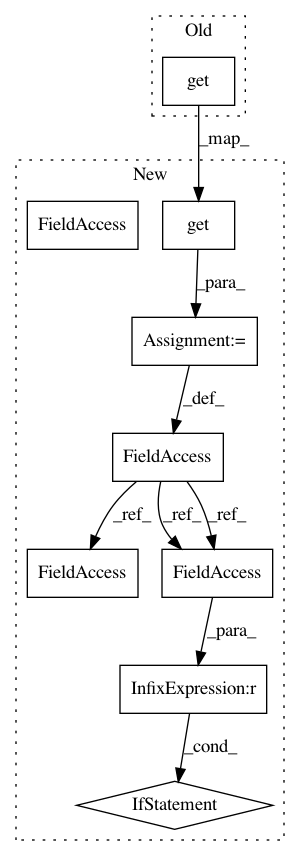 Old
get
_map_
New
FieldAccess
get
_para_
Assignment:=
_def_
FieldAccess
_ref_ _ref_ _ref_
FieldAccess
FieldAccess
_para_
InfixExpression:r
_cond_
IfStatement